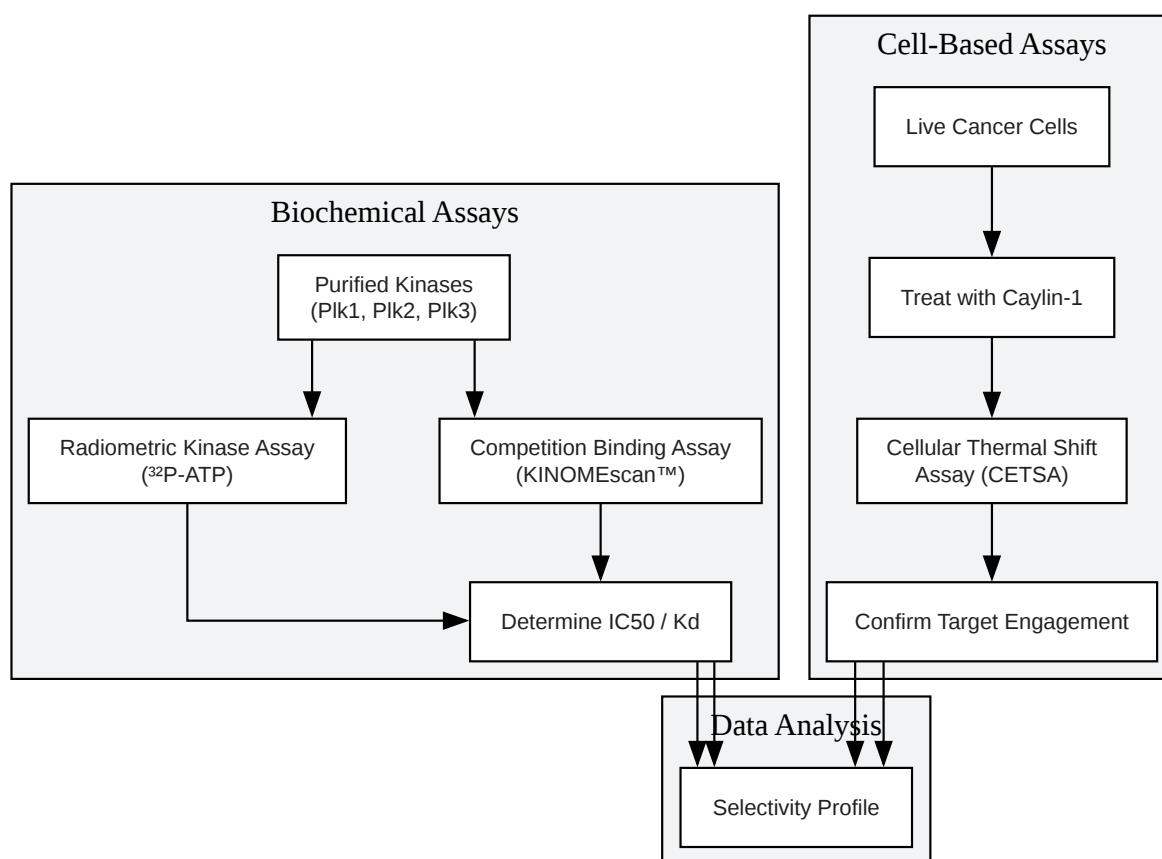 Cell-Based Assays
Live Cancer Cells
Biochemical Assays
Purified Kinases
(Plk1, Plk2, Plk3)
Treat with Caylin-1
Radiometric Kinase Assay
(³²P-ATP)
Competition Binding Assay
(KINOMEscan™)
Cellular Thermal Shift
Assay (CETSA)
Determine IC50 / Kd
Confirm Target Engagement
Data Analysis
Selectivity Profile